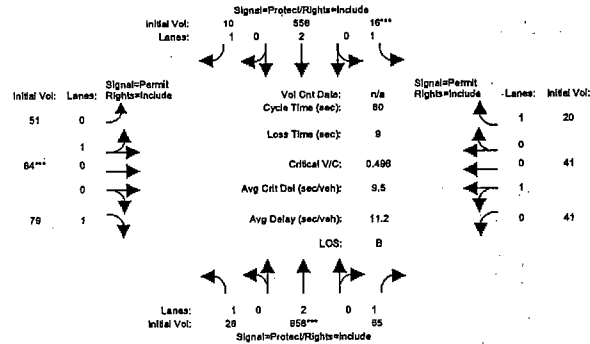 Signal=Protect/Rights=Include
Initial Vol: 10 556 16***
Lanes: 1 0 2 0 1
Signal=Permit
Initial Vol: Lanes: Rights=Include
Vol Cnt Date: n/a
Cycle Time (sec): 80
Signal=Permit
Rights=Include Lanes: Initial Vol:
51 0
1
64*** 0
0
79 1
Loss Time (sec): 9
Critical V/C: 0.496
Avg Crit Del (sec/veh): 9.5
Avg Delay (sec/veh): 11.2
LOS: B
1 20
0
0 41
1
0 41
Lanes: 1 0 2 0 1
Initial Vol: 26 856*** 65
Signal=Protect/Rights=Include